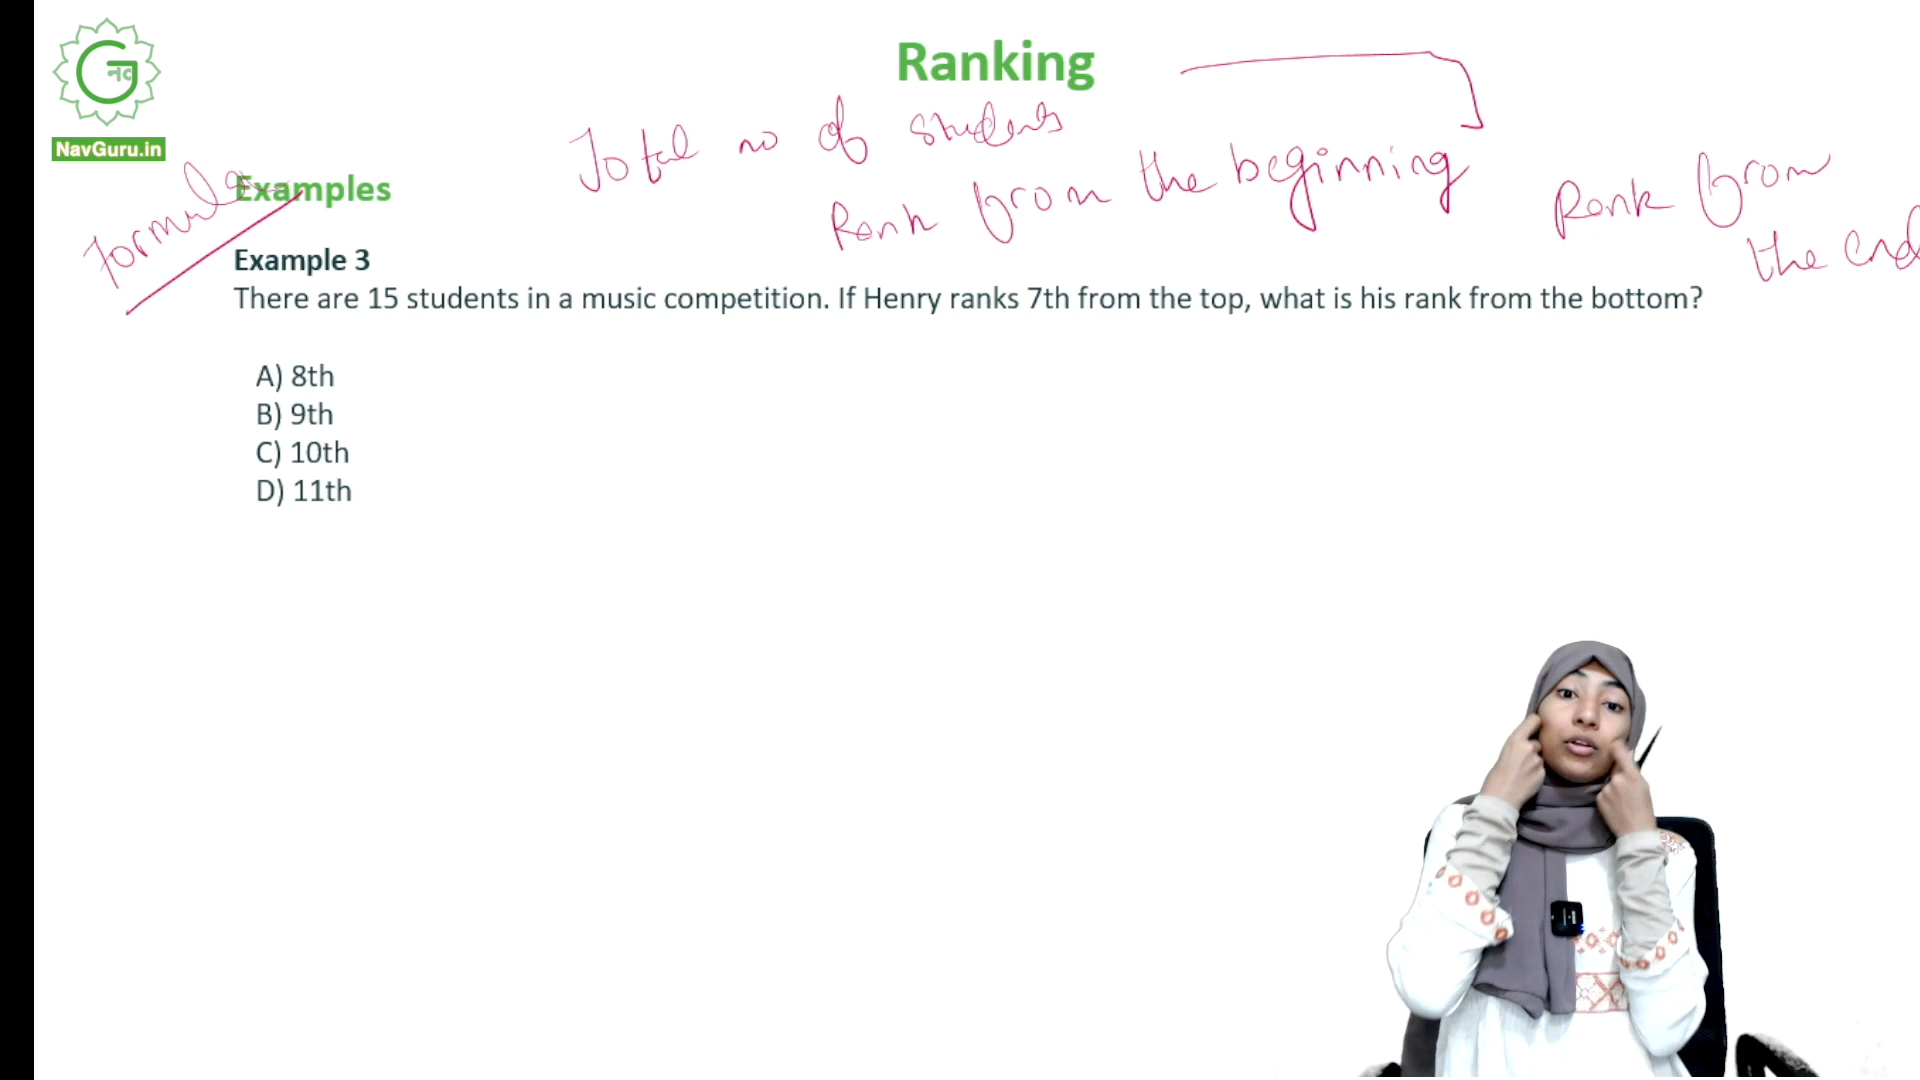 Ranking
नव
G
NavGuru.in
Total no of students
Rank from the beginning
Rank from
the end
Formula
Examples
Example 3
There are 15 students in a music competition. If Henry ranks 7th from the top, what is his rank from the bottom?
A) 8th
B) 9th
C) 10th
D) 11th